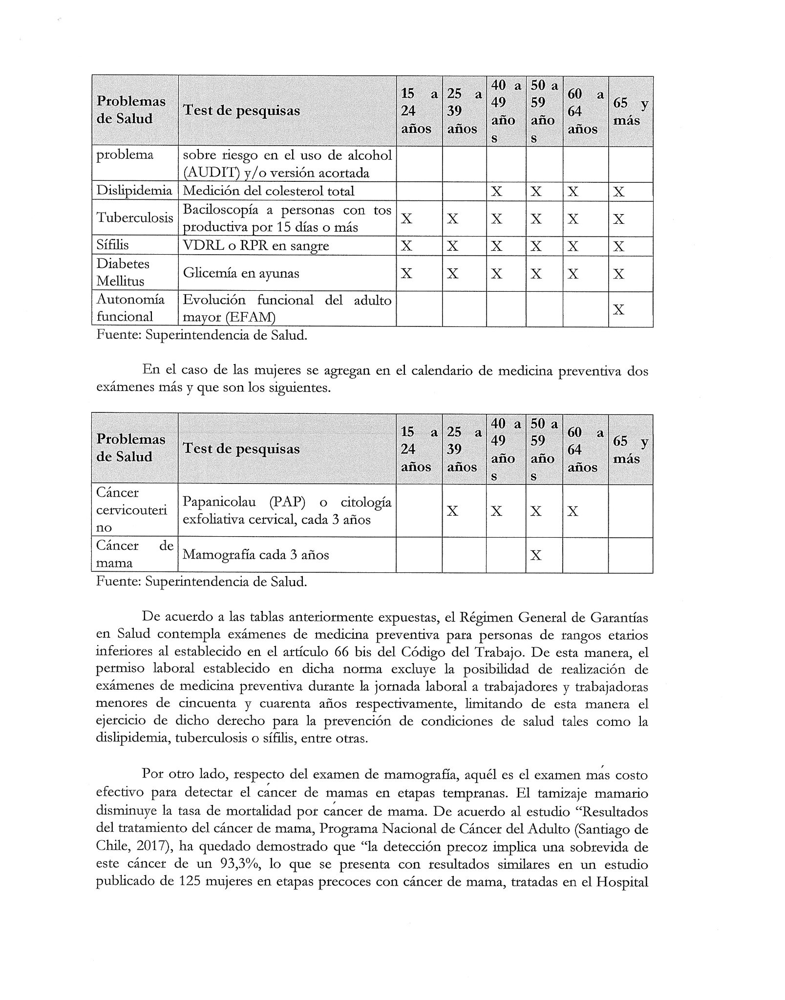 Problemas de Salud | Test de pesquisas | 15 a 24 años | 25 a 39 años | 40 a 49 año s | 50 a 59 año s | 60 a 64 años | 65 y más
problema | sobre riesgo en el uso de alcohol (AUDIT) y/o versión acortada | | | | | |
Dislipidemia | Medición del colesterol total | | | X | X | X | X
Tuberculosis | Baciloscopía a personas con tos productiva por 15 días o más | X | X | X | X | X | X
Sífilis | VDRL o RPR en sangre | X | X | X | X | X | X
Diabetes Mellitus | Glicemía en ayunas | X | X | X | X | X | X
Autonomía funcional | Evolución funcional del adulto mayor (EFAM) | | | | | | X
Fuente: Superintendencia de Salud.
En el caso de las mujeres se agregan en el calendario de medicina preventiva dos
exámenes más y que son los siguientes.
Problemas de Salud | Test de pesquisas | 15 a 24 años | 25 a 39 años | 40 a 49 año s | 50 a 59 año s | 60 a 64 años | 65 y más
Cáncer cervicouteri no | Papanicolau (PAP) o citología exfoliativa cervical, cada 3 años | | X | X | X | X |
Cáncer de mama | Mamografía cada 3 años | | | | X | |
Fuente: Superintendencia de Salud.
De acuerdo a las tablas anteriormente expuestas, el Régimen General de Garantías
en Salud contempla exámenes de medicina preventiva para personas de rangos etarios
inferiores al establecido en el artículo 66 bis del Código del Trabajo. De esta manera, el
permiso laboral establecido en dicha norma excluye la posibilidad de realización de
exámenes de medicina preventiva durante la jornada laboral a trabajadores y trabajadoras
menores de cincuenta y cuarenta años respectivamente, limitando de esta manera el
ejercicio de dicho derecho para la prevención de condiciones de salud tales como la
dislipidemia, tuberculosis o sífilis, entre otras.
Por otro lado, respecto del examen de mamografía, aquél es el examen más costo
efectivo para detectar el cáncer de mamas en etapas tempranas. El tamizaje mamario
disminuye la tasa de mortalidad por cáncer de mama. De acuerdo al estudio “Resultados
del tratamiento del cáncer de mama, Programa Nacional de Cáncer del Adulto (Santiago de
Chile, 2017), ha quedado demostrado que “la detección precoz implica una sobrevida de
este cáncer de un 93,3%, lo que se presenta con resultados similares en un estudio
publicado de 125 mujeres en etapas precoces con cáncer de mama, tratadas en el Hospital